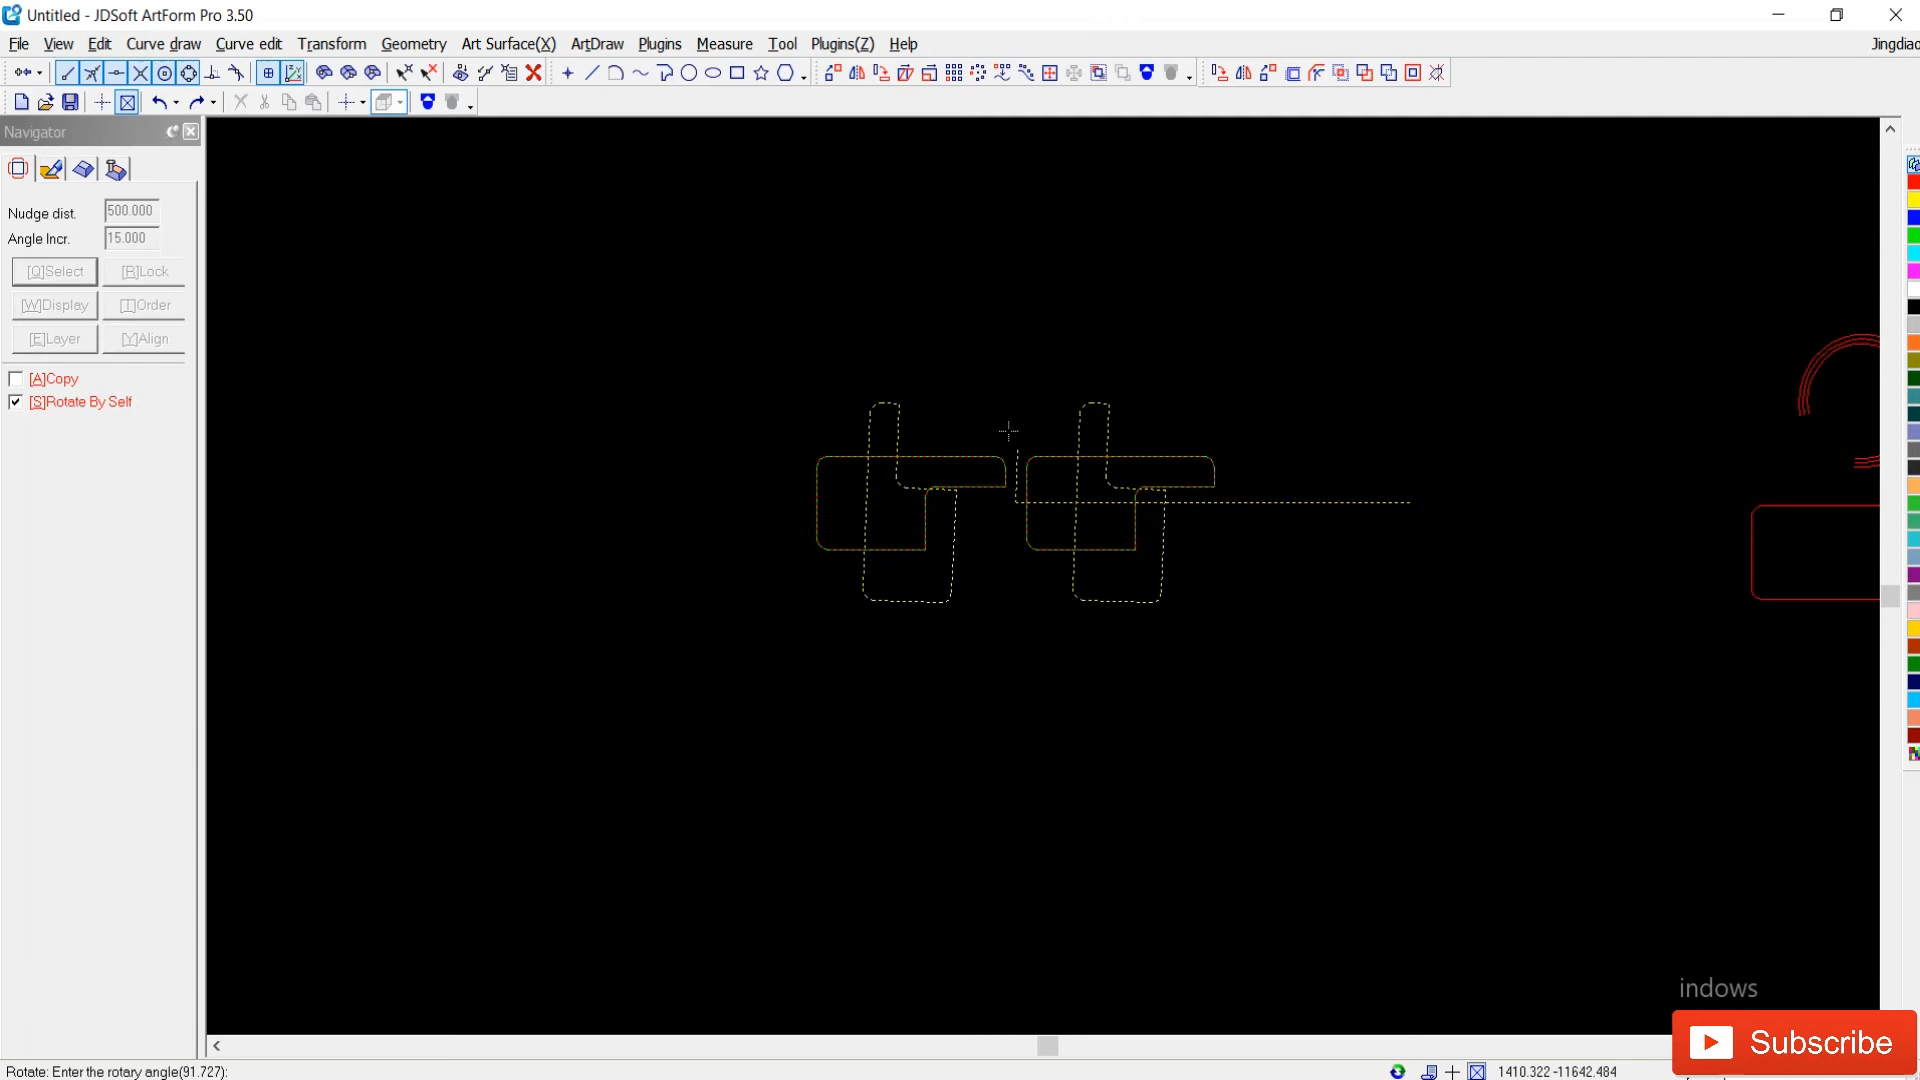 Untitled - JDSoft ArtForm Pro 3.50
File View Edit Curve draw Curve edit Transform Geometry Art Surface(X) ArtDraw Plugins Measure Tool Plugins(Z) Help Jingdiao
Navigator
Nudge dist. 500.000
Angle Incr. 15.000
[Q]Select [R]Lock
[W]Display [T]Order
[E]Layer [Y]Align
[A]Copy
[S]Rotate By Self
indows
Subscribe
Rotate: Enter the rotary angle(91.727): 1410.322 -11642.484